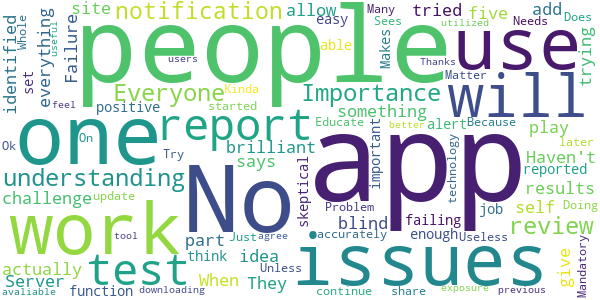 site notification tried five add Does
Many
allow easy
Sees
Needs
Whole useful
identified
everything
set
Failure
people
able
Makes
use
trying
utilized
users
Thanks
Matter
Kinda
feel
Everyone Importance
positive started
something
will
Ok
On
one report
Educate alert Because
better
play later
Try
brilliant
says
important
technology
Haven't
reported
understanding
No
skeptical
app
results
challenge update
Just agree
Problem
blind
accurately
failing
job self Doing
review
enough Useless
work
actually
part
think idea
Unless
When They
test
issues
give
Mandatory
Server
function
tool
avaliable downloading
continue share exposure previous